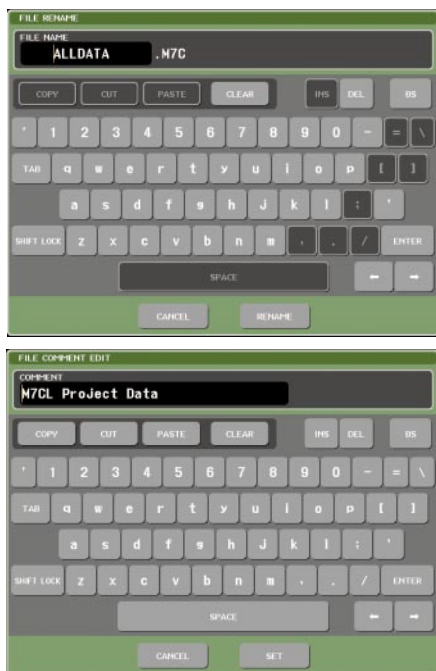 FILE RENAME
FILE NAME
ALLDATA .M7C
COPY CUT PASTE CLEAR INS DEL BS
' 1 2 3 4 5 6 7 8 9 0 - = \
TAB q w e r t y u i o p [ ]
a s d f g h j k l ; '
SHIFT LOCK z x c v b n m , . / ENTER
SPACE ← →
CANCEL RENAME
FILE COMMENT EDIT
COMMENT
M7CL Project Data
COPY CUT PASTE CLEAR INS DEL BS
' 1 2 3 4 5 6 7 8 9 0 - = \
TAB q w e r t y u i o p [ ]
a s d f g h j k l ; '
SHIFT LOCK z x c v b n m , . / ENTER
SPACE ← →
CANCEL SET